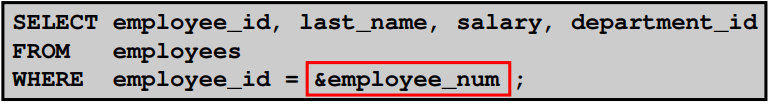 SELECT employee_id, last_name, salary, department_id
FROM employees
WHERE employee_id = &employee_num ;